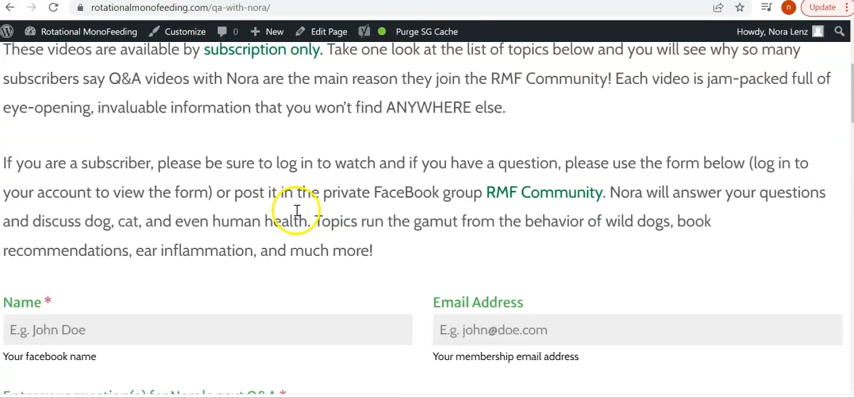 rotationalmonofeeding.com/qa-with-nora/
n
Update
Rotational MonoFeeding
Customize
0
New
Edit Page
Purge SG Cache
Howdy, Nora Lenz
These videos are available by subscription only. Take one look at the list of topics below and you will see why so many
subscribers say Q&A videos with Nora are the main reason they join the RMF Community! Each video is jam-packed full of
eye-opening, invaluable information that you won't find ANYWHERE else.
If you are a subscriber, please be sure to log in to watch and if you have a question, please use the form below (log in to
your account to view the form) or post it in the private FaceBook group RMF Community. Nora will answer your questions
and discuss dog, cat, and even human health. Topics run the gamut from the behavior of wild dogs, book
recommendations, ear inflammation, and much more!
Name *
Email Address
E.g. John Doe
E.g. john@doe.com
Your facebook name
Your membership email address
Enter your question(s) for Nora's next Q&A *